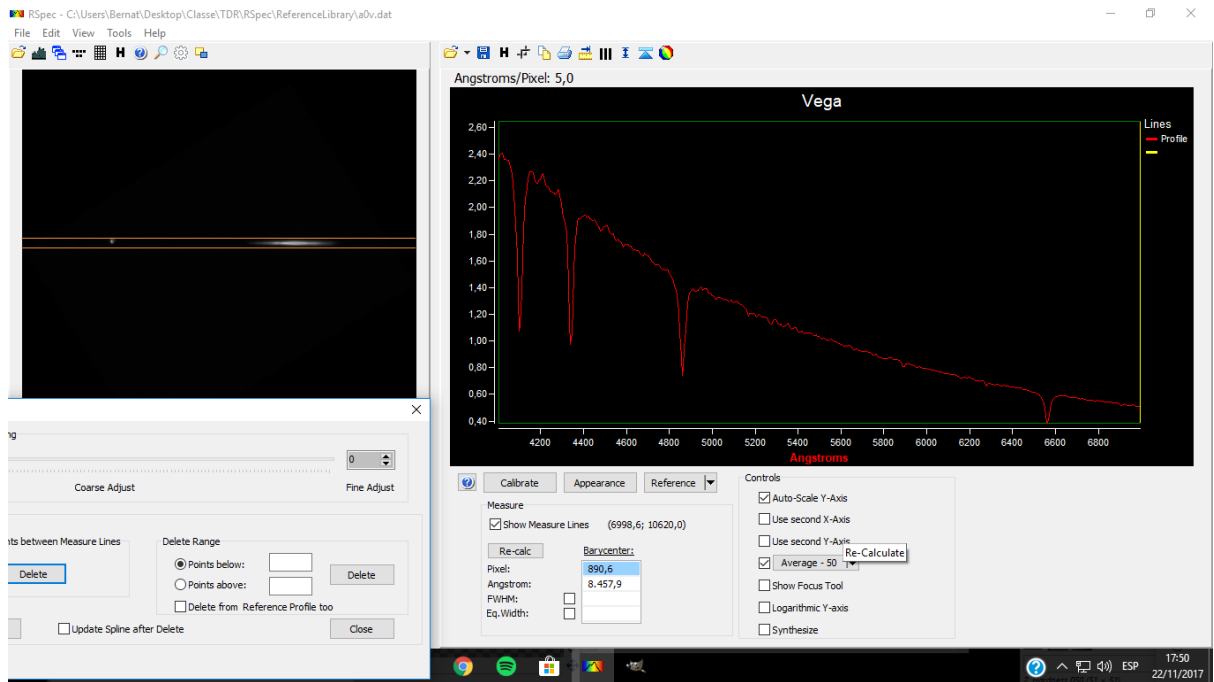 RSpec - C:\Users\Bernat\Desktop\Classe\TDR\RSpec\ReferenceLibrary\a0v.dat
File Edit View Tools Help
H
H
Angstroms/Pixel: 5,0
Vega
Lines
Profile
2,60
2,40
2,20
2,00
1,80
1,60
1,40
1,20
1,00
0,80
0,60
0,40
4200 4400 4600 4800 5000 5200 5400 5600 5800 6000 6200 6400 6600 6800
Angstroms
ng
0
Coarse Adjust
Fine Adjust
nts between Measure Lines
Delete
Delete Range
Points below:
Points above:
Delete
Delete from Reference Profile too
Update Spline after Delete
Close
Calibrate
Appearance
Reference
Measure
Show Measure Lines (6998,6; 10620,0)
Re-calc
Barycenter:
Pixel: 890,6
Angstrom: 8.457,9
FWHM:
Eq.Width:
Controls
Auto-Scale Y-Axis
Use second X-Axis
Use second Y-Axis
Re-Calculate
Average - 50
Show Focus Tool
Logarithmic Y-axis
Synthesize
ESP
17:50
22/11/2017